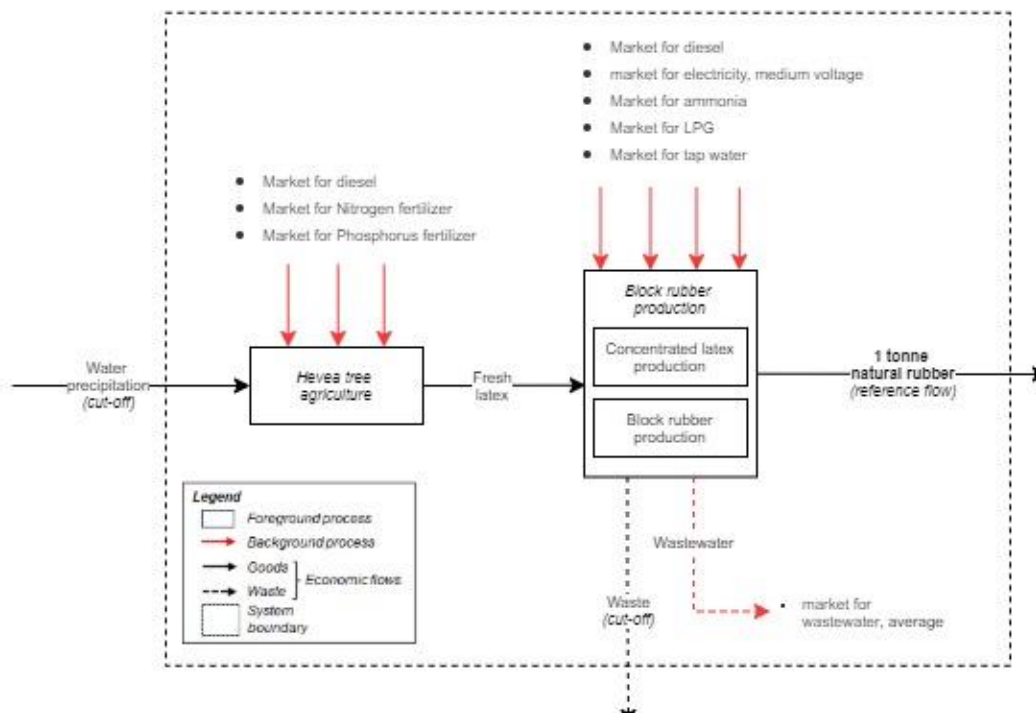 Market for diesel
market for electricity, medium voltage
Market for ammonia
Market for LPG
Market for tap water
Market for diesel
Market for Nitrogen fertilizer
Market for Phosphorus fertilizer
Block rubber
production
Concentrated latex
production
Block rubber
production
Water
precipitation
(cut-off)
Hevea tree
agriculture
Fresh
latex
1 tonne
natural rubber
(reference flow)
Legend
Foreground process
Background process
Goods
Waste
Economic flows
System
boundary
Wastewater
Waste
(cut-off)
market for
wastewater, average